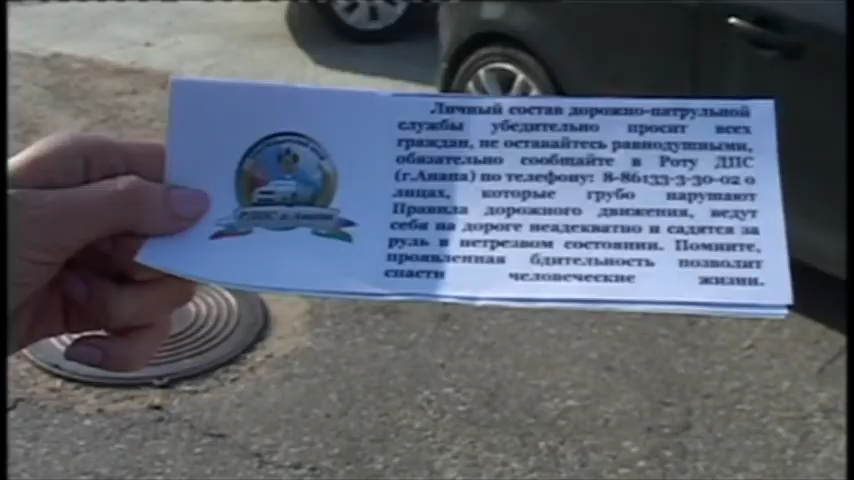 Личный состав дорожно-патрульной
службы убедительно просит всех
граждан, не оставайтесь равнодушными,
обязательно сообщайте в Роту ДПС
(г.Анапа) по телефону: 8-86133-3-30-02 о
лицах, которые грубо нарушают
Правила дорожного движения, ведут
себя на дороге неадекватно и садятся за
руль в нетрезвом состоянии. Помните,
проявленная бдительность позволит
спасти человеческие жизни.
РДПС г.Анапа